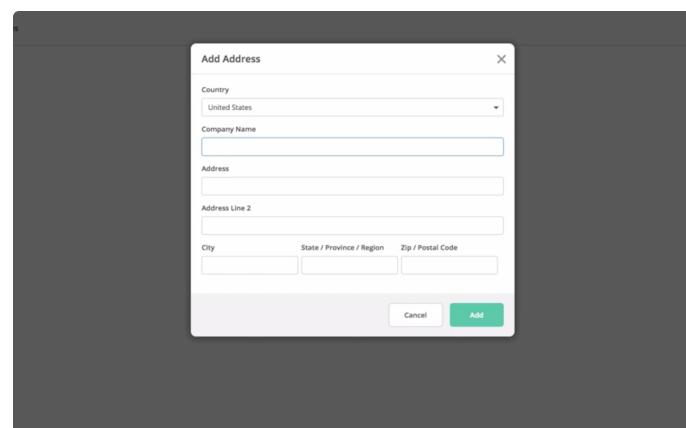 Add Address
Country
United States
Company Name
Address
Address Line 2
City State / Province / Region Zip / Postal Code
Cancel Add